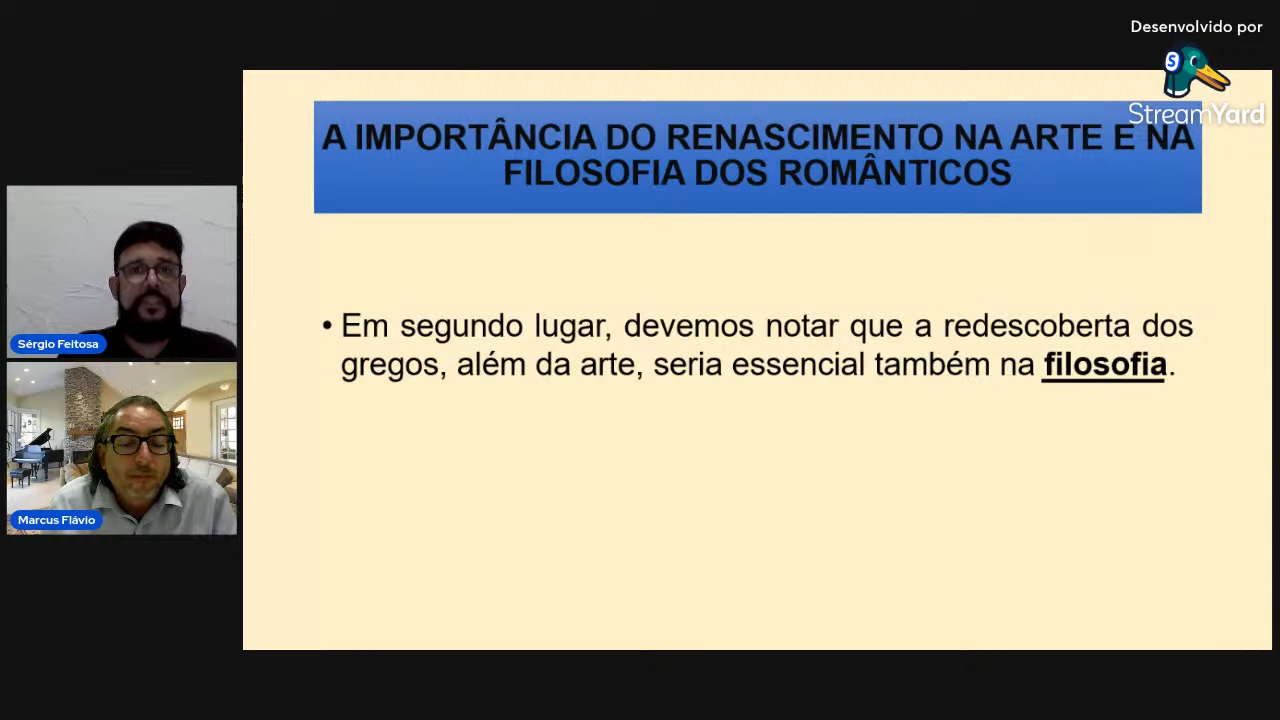 Desenvolvido por
StreamYard
A IMPORTÂNCIA DO RENASCIMENTO NA ARTE E NA
FILOSOFIA DOS ROMÂNTICOS
• Em segundo lugar, devemos notar que a redescoberta dos
gregos, além da arte, seria essencial também na filosofia.
Sérgio Feitosa
Marcus Flávio